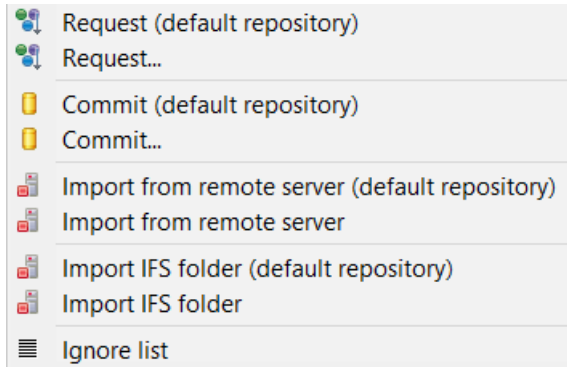 Request (default repository)
Request...
Commit (default repository)
Commit...
Import from remote server (default repository)
Import from remote server
Import IFS folder (default repository)
Import IFS folder
Ignore list